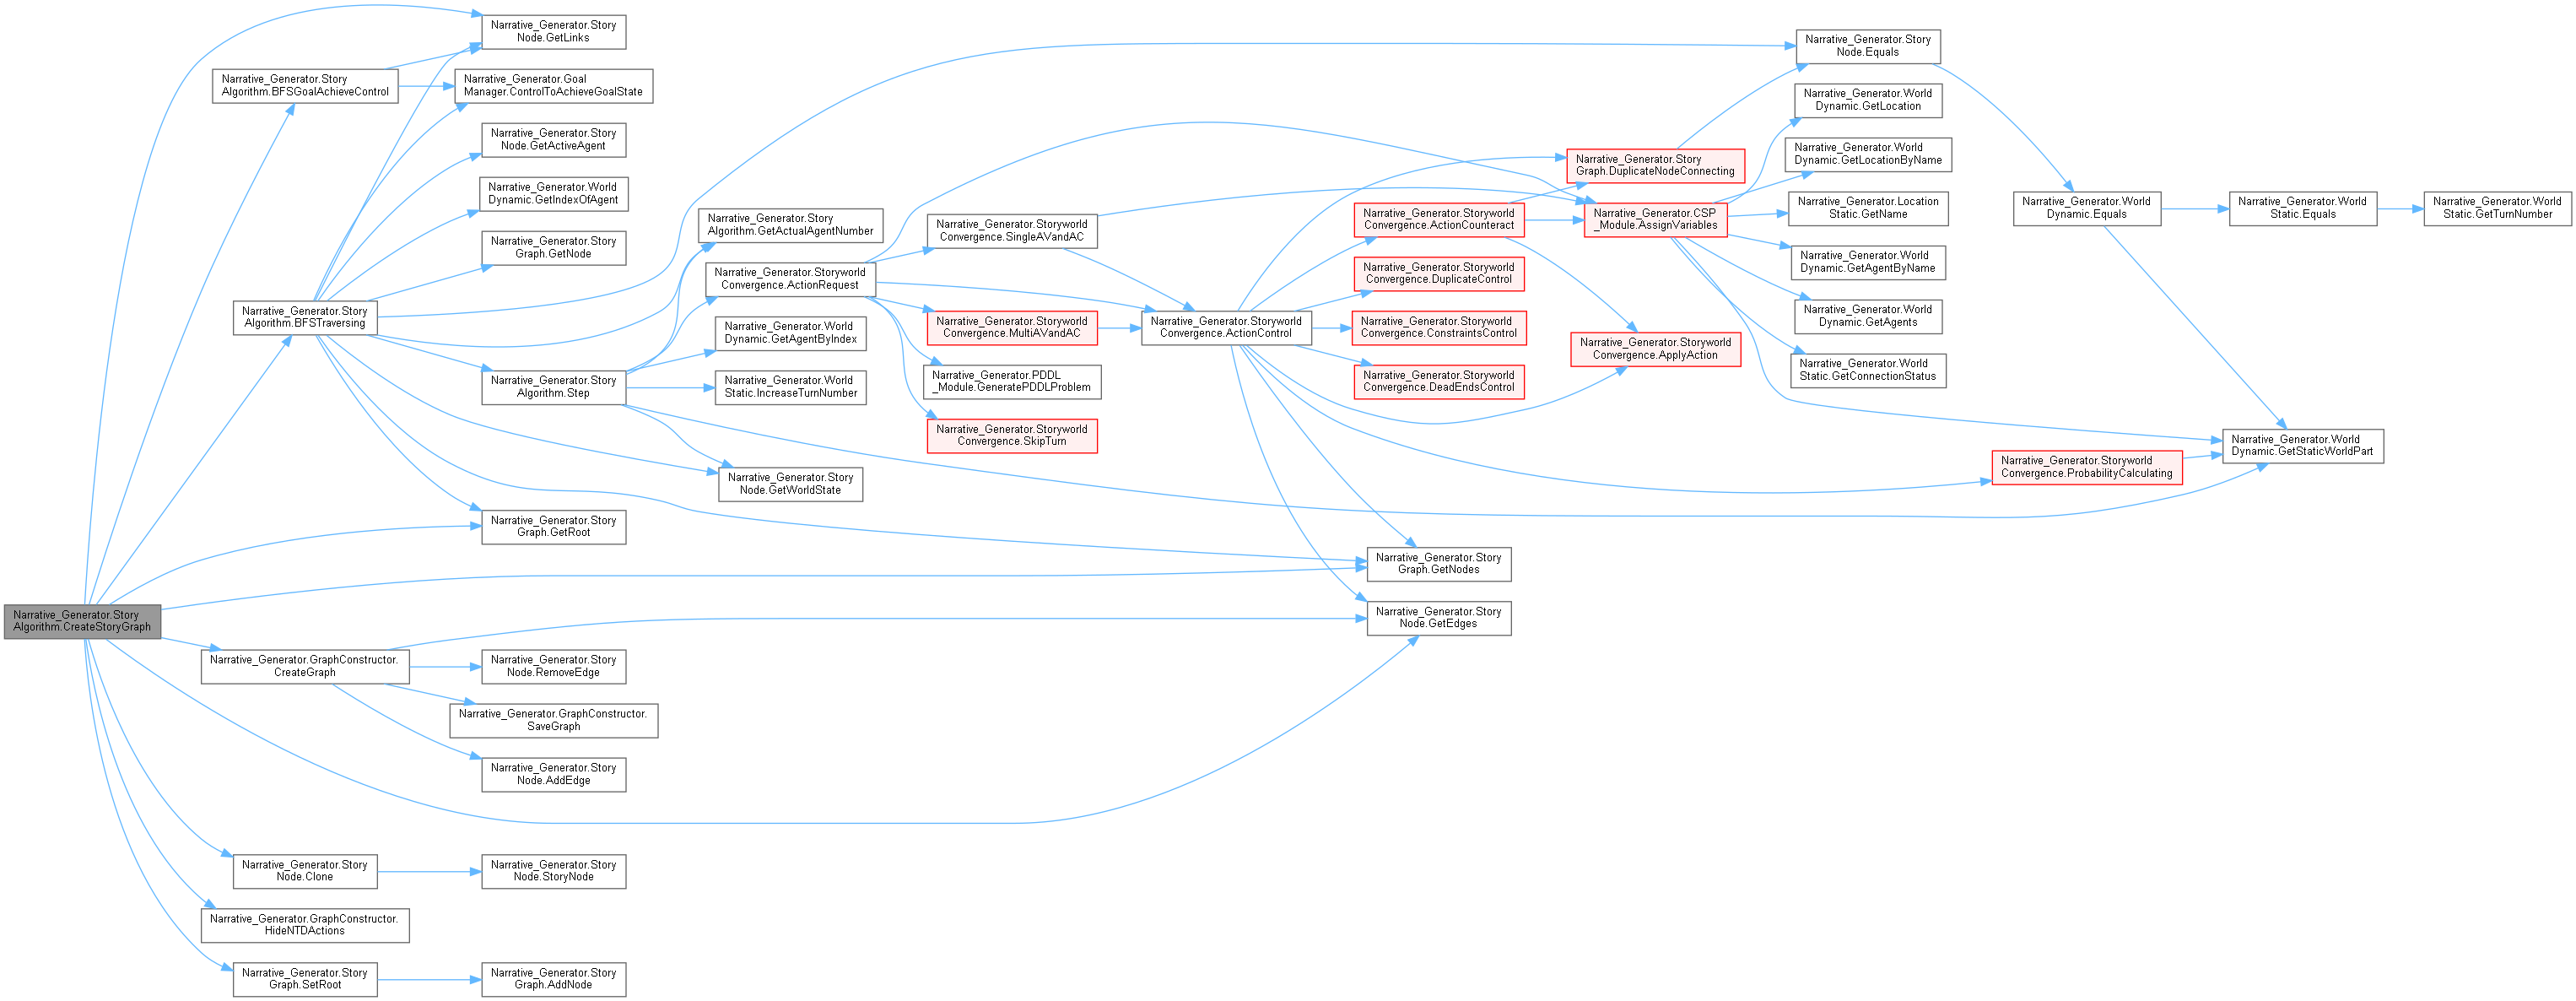 Narrative_Generator.Story
Algorithm.CreateStoryGraph
Narrative_Generator.Story
Algorithm.BFSGoalAchieveControl
Narrative_Generator.Story
Algorithm.BFSTraversing
Narrative_Generator.GraphConstructor.
CreateGraph
Narrative_Generator.Story
Node.Clone
Narrative_Generator.GraphConstructor.
HideNTDActions
Narrative_Generator.Story
Graph.SetRoot
Narrative_Generator.Story
Node.GetLinks
Narrative_Generator.Goal
Manager.ControlToAchieveGoalState
Narrative_Generator.Story
Node.GetActiveAgent
Narrative_Generator.World
Dynamic.GetIndexOfAgent
Narrative_Generator.Story
Graph.GetNode
Narrative_Generator.Story
Algorithm.Step
Narrative_Generator.Story
Graph.GetRoot
Narrative_Generator.Story
Node.RemoveEdge
Narrative_Generator.GraphConstructor.
SaveGraph
Narrative_Generator.Story
Node.AddEdge
Narrative_Generator.Story
Node.StoryNode
Narrative_Generator.Story
Graph.AddNode
Narrative_Generator.Story
Algorithm.GetActualAgentNumber
Narrative_Generator.Storyworld
Convergence.ActionRequest
Narrative_Generator.World
Dynamic.GetAgentByIndex
Narrative_Generator.World
Static.IncreaseTurnNumber
Narrative_Generator.Story
Node.GetWorldState
Narrative_Generator.Storyworld
Convergence.SingleAVandAC
Narrative_Generator.Storyworld
Convergence.MultiAVandAC
Narrative_Generator.PDDL
_Module.GeneratePDDLProblem
Narrative_Generator.Storyworld
Convergence.SkipTurn
Narrative_Generator.Storyworld
Convergence.ActionControl
Narrative_Generator.Storyworld
Convergence.ActionCounteract
Narrative_Generator.Storyworld
Convergence.DuplicateControl
Narrative_Generator.Storyworld
Convergence.ConstraintsControl
Narrative_Generator.Storyworld
Convergence.DeadEndsControl
Narrative_Generator.Story
Graph.GetNodes
Narrative_Generator.Story
Node.GetEdges
Narrative_Generator.Story
Graph.DuplicateNodeConnecting
Narrative_Generator.CSP
_Module.AssignVariables
Narrative_Generator.Storyworld
Convergence.ApplyAction
Narrative_Generator.Story
Node.Equals
Narrative_Generator.World
Dynamic.GetLocation
Narrative_Generator.World
Dynamic.GetLocationByName
Narrative_Generator.Location
Static.GetName
Narrative_Generator.World
Dynamic.GetAgentByName
Narrative_Generator.World
Dynamic.GetAgents
Narrative_Generator.World
Static.GetConnectionStatus
Narrative_Generator.Storyworld
Convergence.ProbabilityCalculating
Narrative_Generator.World
Dynamic.Equals
Narrative_Generator.World
Static.Equals
Narrative_Generator.World
Static.GetTurnNumber
Narrative_Generator.World
Dynamic.GetStaticWorldPart